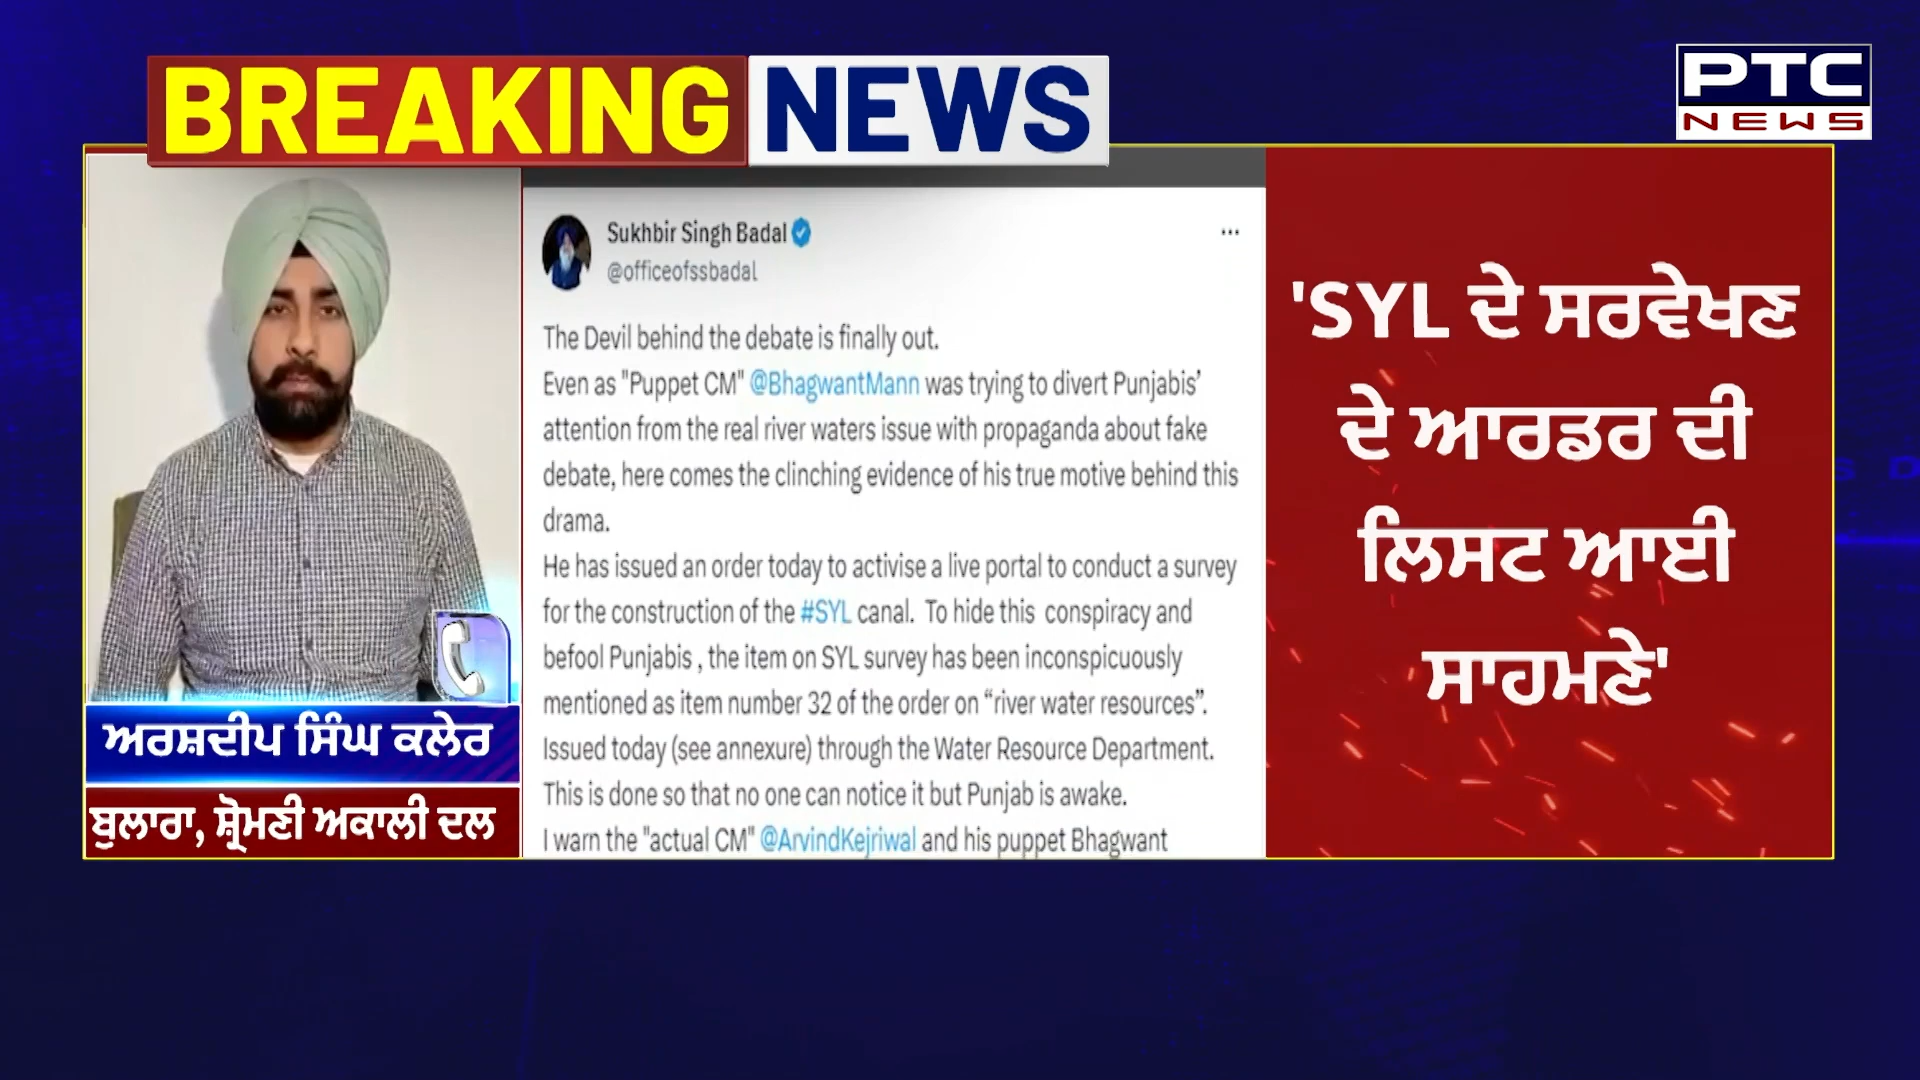 BREAKING NEWS
PTC
NEWS
Sukhbir Singh Badal
@officeofssbadal
The Devil behind the debate is finally out.
Even as "Puppet CM" @BhagwantMann was trying to divert Punjabis’
attention from the real river waters issue with propaganda about fake
debate, here comes the clinching evidence of his true motive behind this
drama.
He has issued an order today to activise a live portal to conduct a survey
for the construction of the #SYL canal. To hide this conspiracy and
befool Punjabis , the item on SYL survey has been inconspicuously
mentioned as item number 32 of the order on “river water resources”.
Issued today (see annexure) through the Water Resource Department.
This is done so that no one can notice it but Punjab is awake.
I warn the "actual CM" @ArvindKejriwal and his puppet Bhagwant
'SYL ਦੇ ਸਰਵੇਖਣ
ਦੇ ਆਰਡਰ ਦੀ
ਲਿਸਟ ਆਈ
ਸਾਹਮਣੇ'
ਅਰਸ਼ਦੀਪ ਸਿੰਘ ਕਲੇਰ
ਬੁਲਾਰਾ, ਸ਼੍ਰੋਮਣੀ ਅਕਾਲੀ ਦਲ